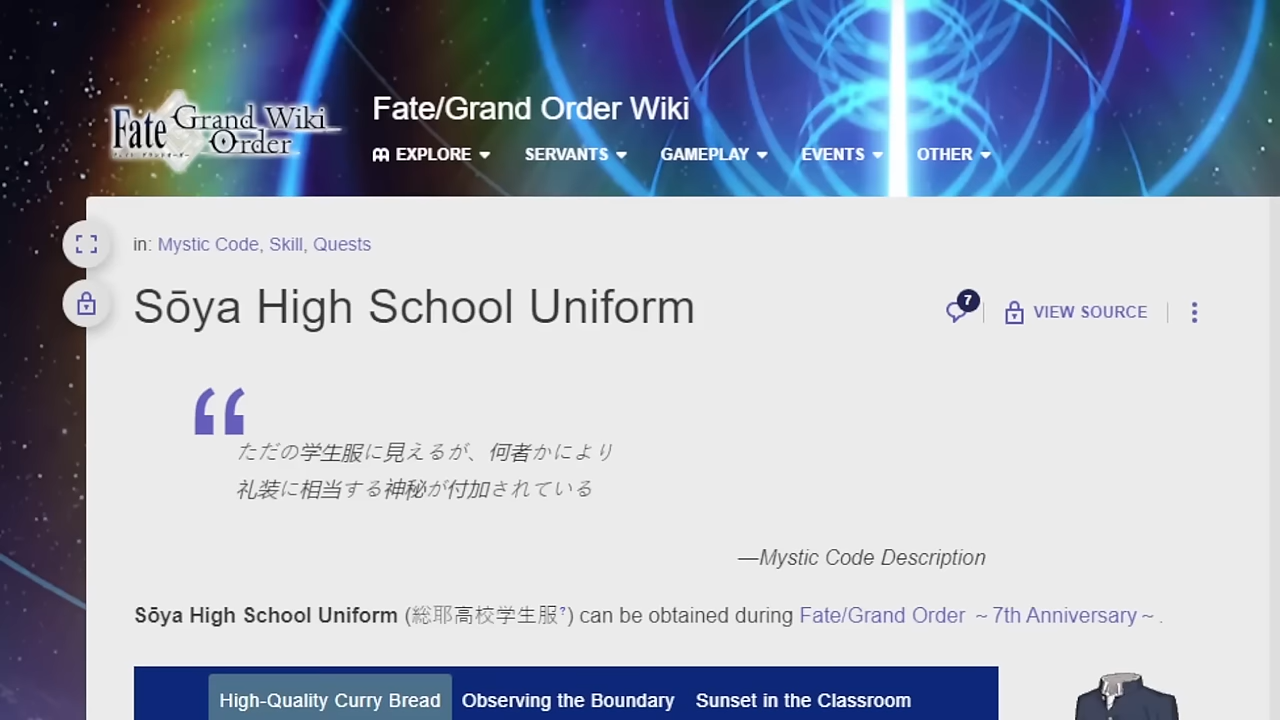 Fate Grand Wiki
Order
Fate/Grand Order Wiki
EXPLORE SERVANTS GAMEPLAY EVENTS OTHER
in: Mystic Code, Skill, Quests
Sōya High School Uniform
7
VIEW SOURCE
“
ただの学生服に見えるが、何者かにより
礼装に相当する神秘が付加されている
—Mystic Code Description
Sōya High School Uniform (総耶高校学生服?) can be obtained during Fate/Grand Order ～7th Anniversary～.
High-Quality Curry Bread Observing the Boundary Sunset in the Classroom